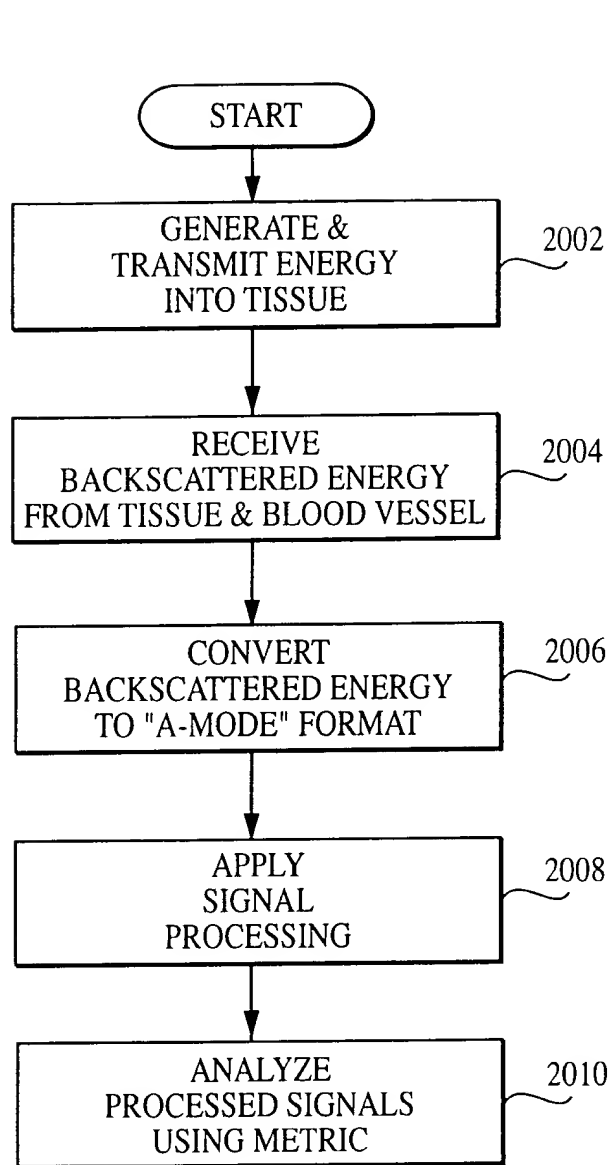 START
GENERATE &
TRANSMIT ENERGY
INTO TISSUE
2002
RECEIVE
BACKSCATTERED ENERGY
FROM TISSUE & BLOOD VESSEL
2004
CONVERT
BACKSCATTERED ENERGY
TO "A-MODE" FORMAT
2006
APPLY
SIGNAL
PROCESSING
2008
ANALYZE
PROCESSED SIGNALS
USING METRIC
2010